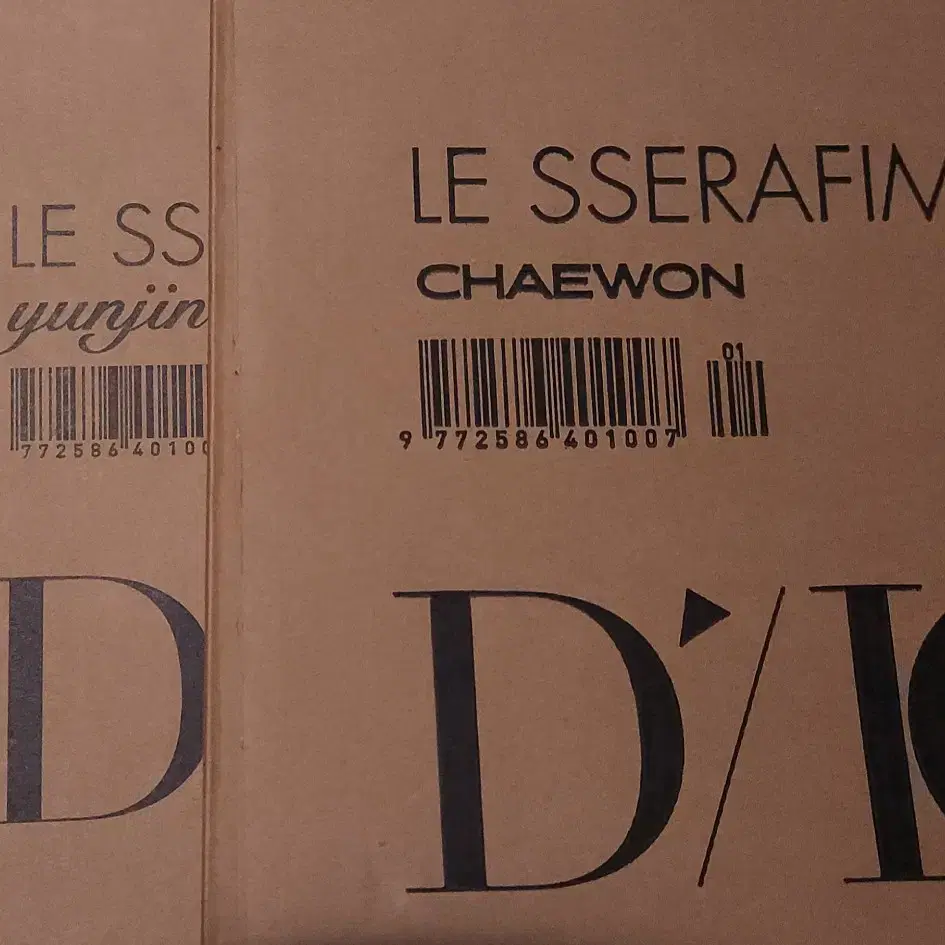 LE SS
yunjin
772586 40100
D
LE SSERAFIM
CHAEWON
01
9 772586 401007
D'/I